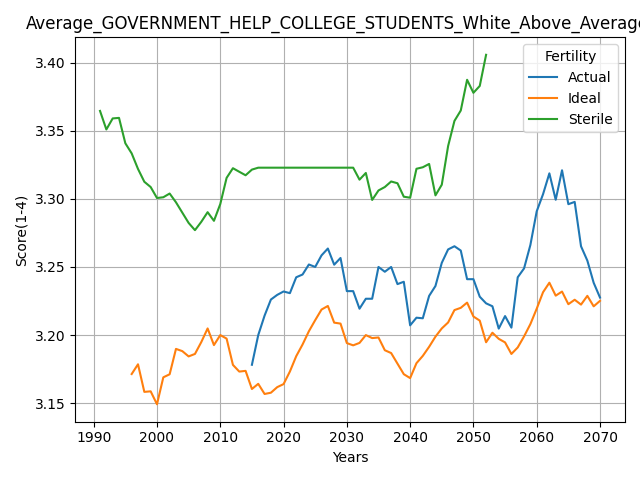 Average_GOVERNMENT_HELP_COLLEGE_STUDENTS_White_Above_Average
Fertility
Actual
Ideal
Sterile
Score(1-4)
3.40
3.35
3.30
3.25
3.20
3.15
1990 2000 2010 2020 2030 2040 2050 2060 2070
Years